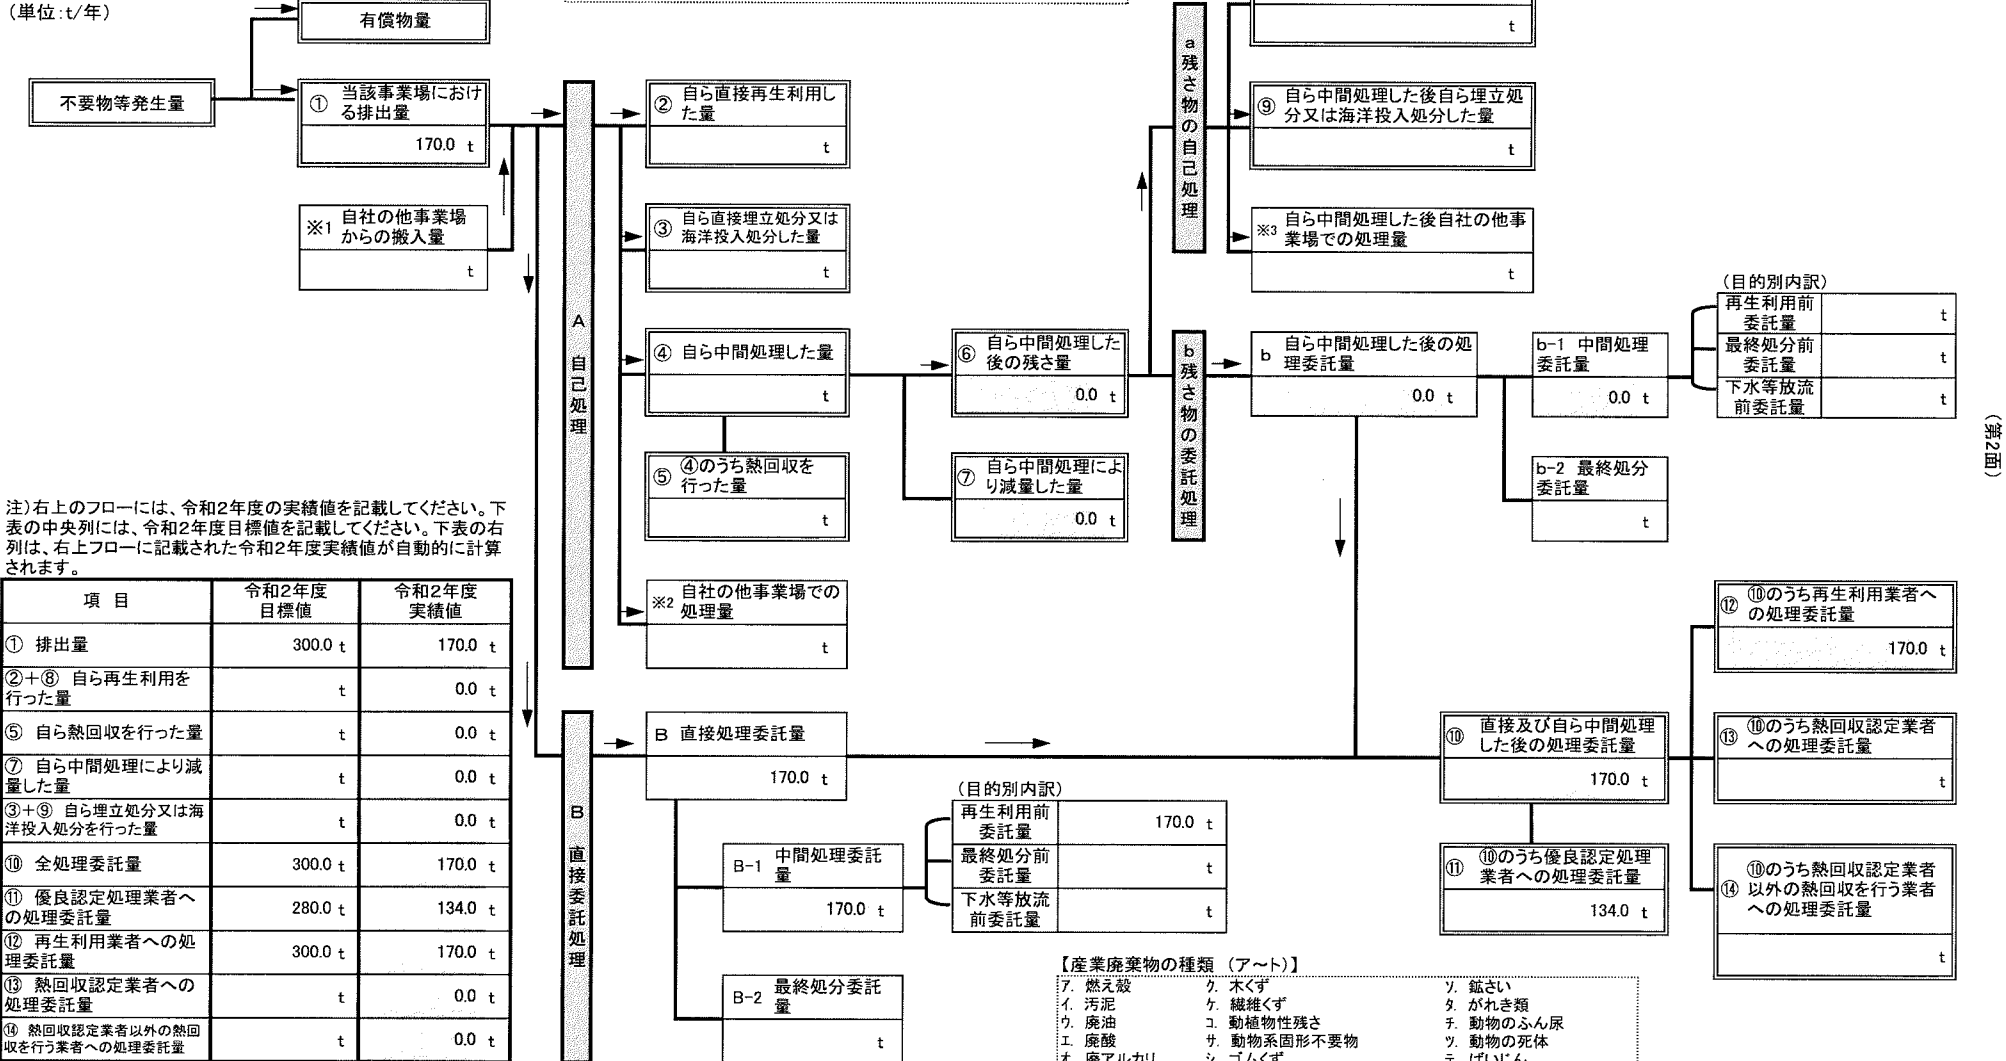 (単位:t/年)
有償物量
不要物等発生量
① 当該事業場におけ
る排出量
170.0 t
※1 自社の他事業場
からの搬入量
t
A 自己処理
② 自ら直接再生利用し
た量
t
③ 自ら直接埋立処分又は
海洋投入処分した量
t
④ 自ら中間処理した量
t
⑤ ④のうち熱回収を
行った量
t
※2 自社の他事業場での
処理量
t
⑥ 自ら中間処理した
後の残さ量
0.0 t
⑦ 自ら中間処理によ
り減量した量
0.0 t
a 残さ物の自己処理
t
⑨ 自ら中間処理した後自ら埋立処
分又は海洋投入処分した量
t
※3 自ら中間処理した後自社の他事
業場での処理量
t
b 残さ物の委託処理
b 自ら中間処理した後の処
理委託量
0.0 t
b-1 中間処理
委託量
0.0 t
b-2 最終処分
委託量
t
(目的別内訳)
再生利用前
委託量 t
最終処分前
委託量 t
下水等放流
前委託量 t
(第2面)
注)右上のフローには、令和2年度の実績値を記載してください。下
表の中央列には、令和2年度目標値を記載してください。下表の右
列は、右上フローに記載された令和2年度実績値が自動的に計算
されます。
項 目 令和2年度 目標値 令和2年度 実績値
① 排出量 300.0 t 170.0 t
②+⑧ 自ら再生利用を
行った量 t 0.0 t
⑤ 自ら熱回収を行った量 t 0.0 t
⑦ 自ら中間処理により減
量した量 t 0.0 t
③+⑨ 自ら埋立処分又は海
洋投入処分を行った量 t 0.0 t
⑩ 全処理委託量 300.0 t 170.0 t
⑪ 優良認定処理業者へ
の処理委託量 280.0 t 134.0 t
⑫ 再生利用業者への処
理委託量 300.0 t 170.0 t
⑬ 熱回収認定業者への
処理委託量 t 0.0 t
⑭ 熱回収認定業者以外の熱回
収を行う業者への処理委託量 t 0.0 t
B 直接委託処理
B 直接処理委託量
170.0 t
B-1 中間処理委託
量
170.0 t
B-2 最終処分委託
量
t
(目的別内訳)
再生利用前
委託量 170.0 t
最終処分前
委託量 t
下水等放流
前委託量 t
⑩ 直接及び自ら中間処理
した後の処理委託量
170.0 t
⑪ ⑩のうち優良認定処理
業者への処理委託量
134.0 t
⑫ ⑩のうち再生利用業者へ
の処理委託量
170.0 t
⑬ ⑩のうち熱回収認定業者
への処理委託量
t
⑭ ⑩のうち熱回収認定業者
以外の熱回収を行う業者
への処理委託量
t
【産業廃棄物の種類 (ア～ト)】
ア. 燃え殻 ク. 木くず ソ. 鉱さい
イ. 汚泥 ケ. 繊維くず タ. がれき類
ウ. 廃油 コ. 動植物性残さ チ. 動物のふん尿
エ. 廃酸 サ. 動物系固形不要物 ツ. 動物の死体
オ. 廃アルカリ シ. ゴムくず テ. ばいじん